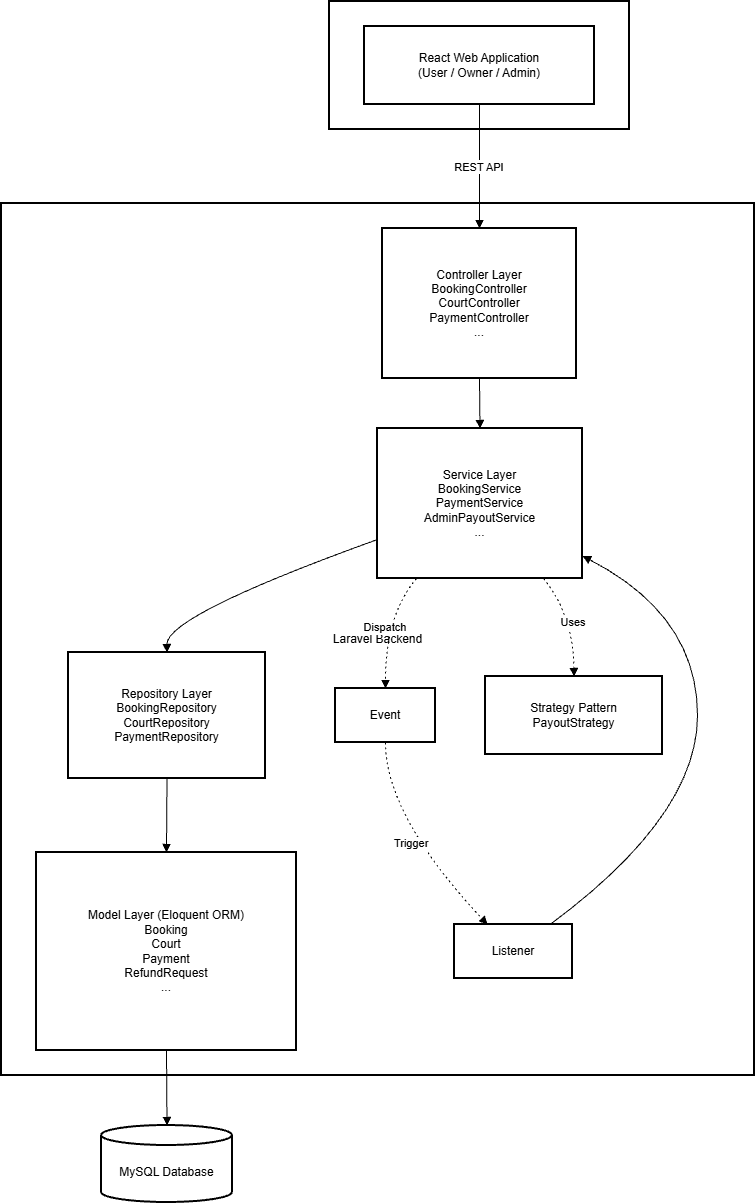 React Web Application
(User / Owner / Admin)
REST API
Controller Layer
BookingController
CourtController
PaymentController
...
Service Layer
BookingService
PaymentService
AdminPayoutService
...
Uses
Dispatch
Laravel Backend
Repository Layer
BookingRepository
CourtRepository
PaymentRepository
Event
Strategy Pattern
PayoutStrategy
Trigger
Model Layer (Eloquent ORM)
Booking
Court
Payment
RefundRequest
...
Listener
MySQL Database